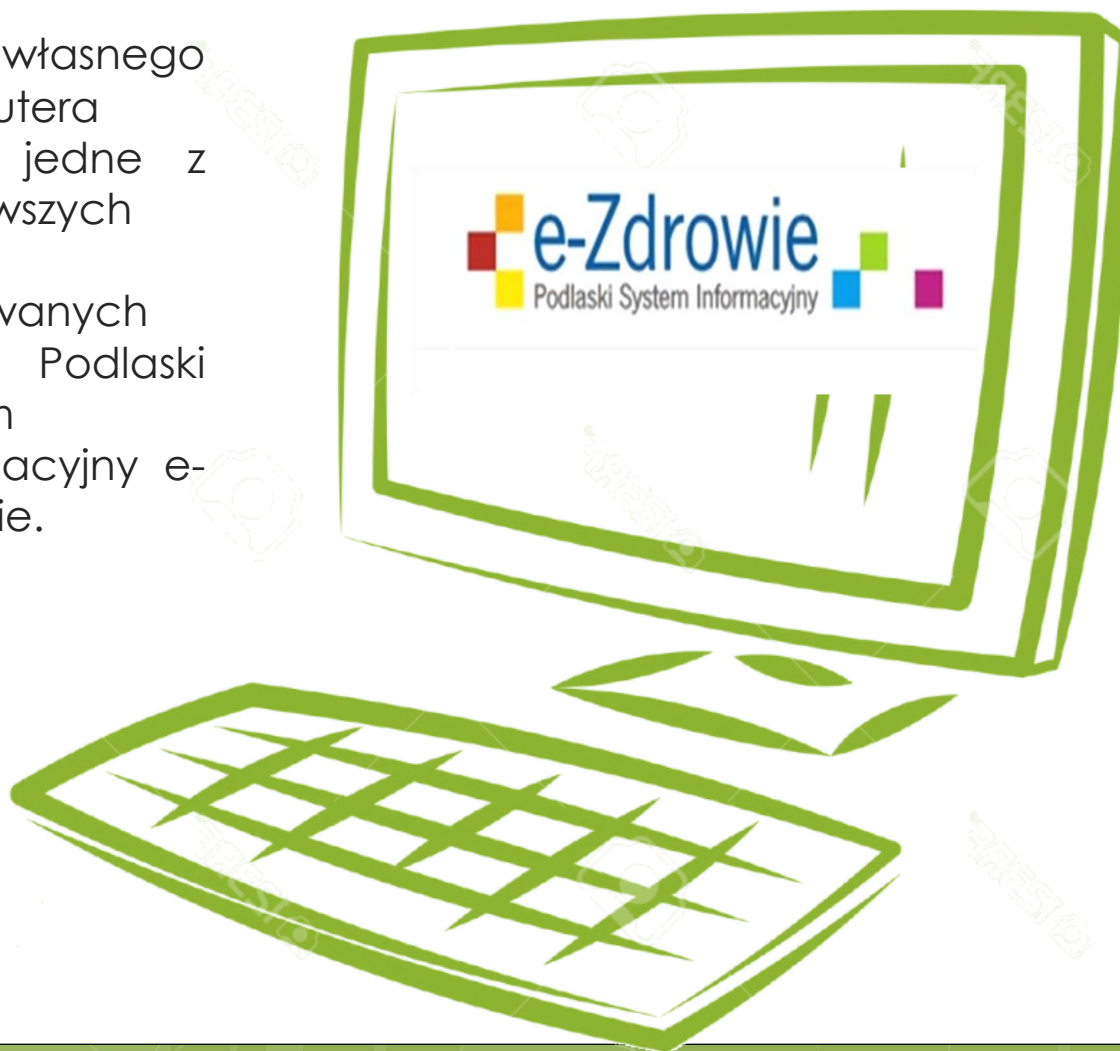 własnego
utera
jedne z
wszych
wanych
Podlaski
m
acyjny e-
ie.
e-Zdrowie
Podlaski System Informacyjny